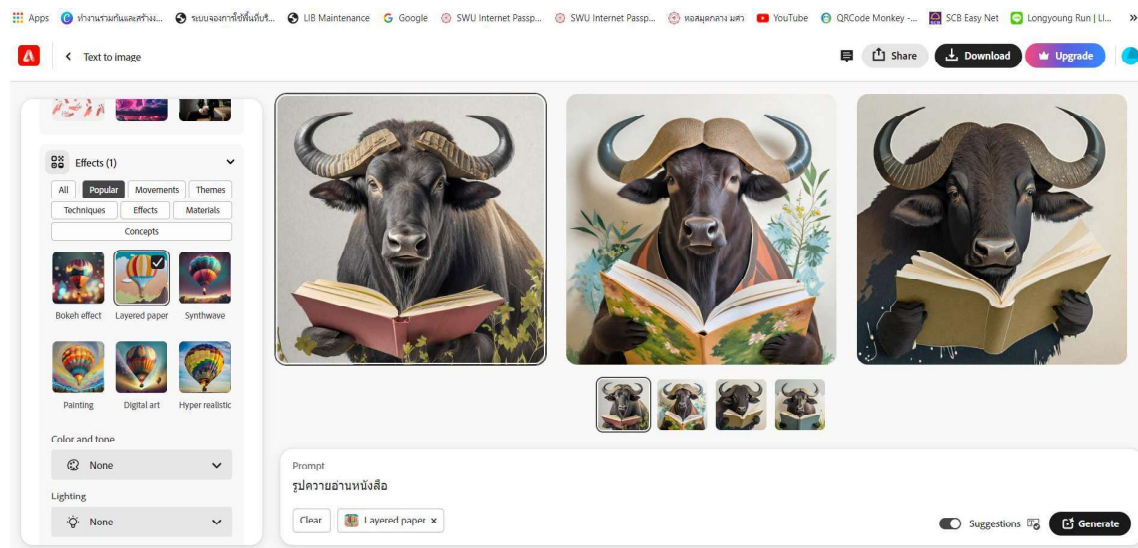 Apps ทำงานร่วมกันและสร้าง... ระบบจองการใช้พื้นที่บริ... LIB Maintenance Google SWU Internet Passp... SWU Internet Passp... หอสมุดกลาง มศว YouTube QRCode Monkey -... SCB Easy Net Longyoung Run | LI... »
Text to image Share Download Upgrade
Effects (1)
All Popular Movements Themes
Techniques Effects Materials
Concepts
Bokeh effect Layered paper Synthwave
Painting Digital art Hyper realistic
Color and tone
None
Lighting
None
Prompt
รูปควายอ่านหนังสือ
Clear Layered paper x
Suggestions Generate